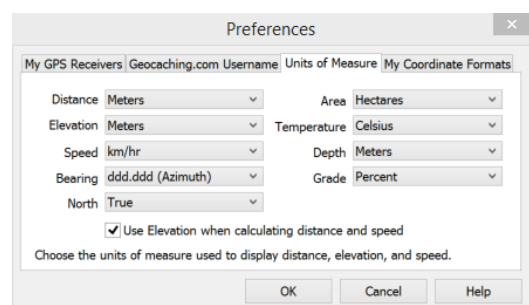 Preferences
My GPS Receivers Geocaching.com Username Units of Measure My Coordinate Formats
Distance Meters Area Hectares
Elevation Meters Temperature Celsius
Speed km/hr Depth Meters
Bearing ddd.ddd (Azimuth) Grade Percent
North True
Use Elevation when calculating distance and speed
Choose the units of measure used to display distance, elevation, and speed.
OK Cancel Help